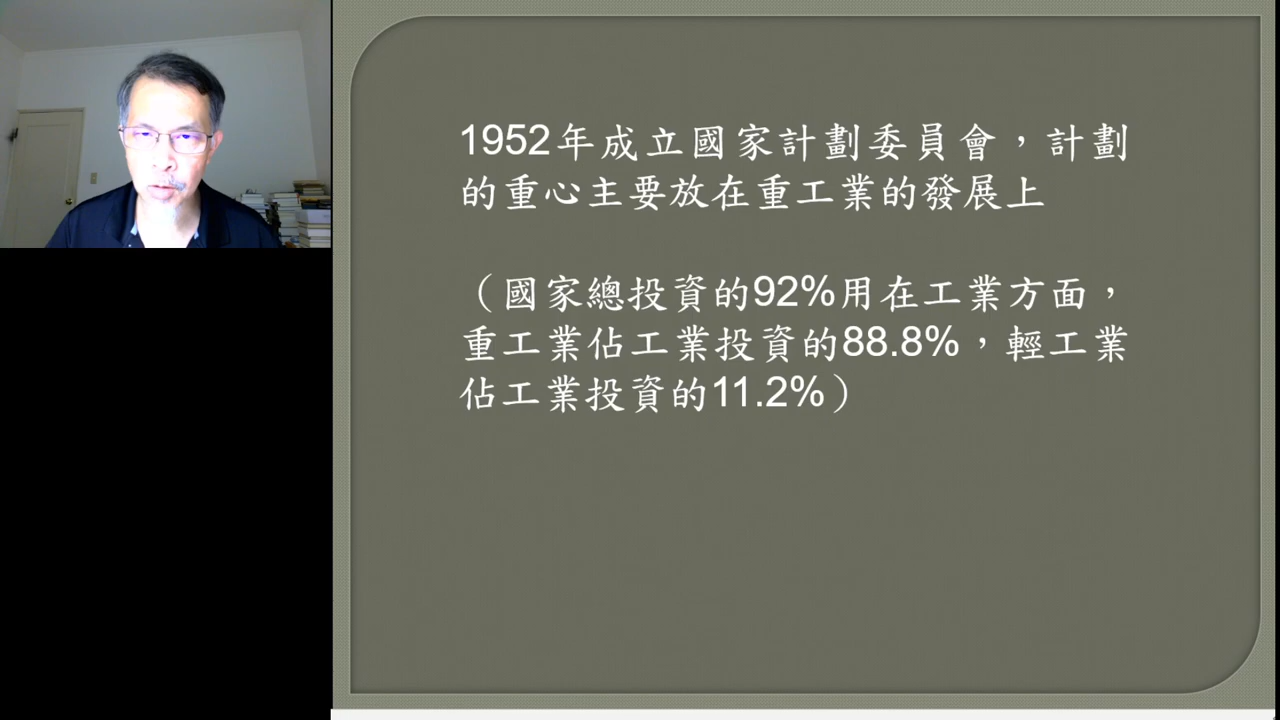 1952年成立國家計劃委員會，計劃
的重心主要放在重工業的發展上
（國家總投資的92%用在工業方面，
重工業佔工業投資的88.8%，輕工業
佔工業投資的11.2%）